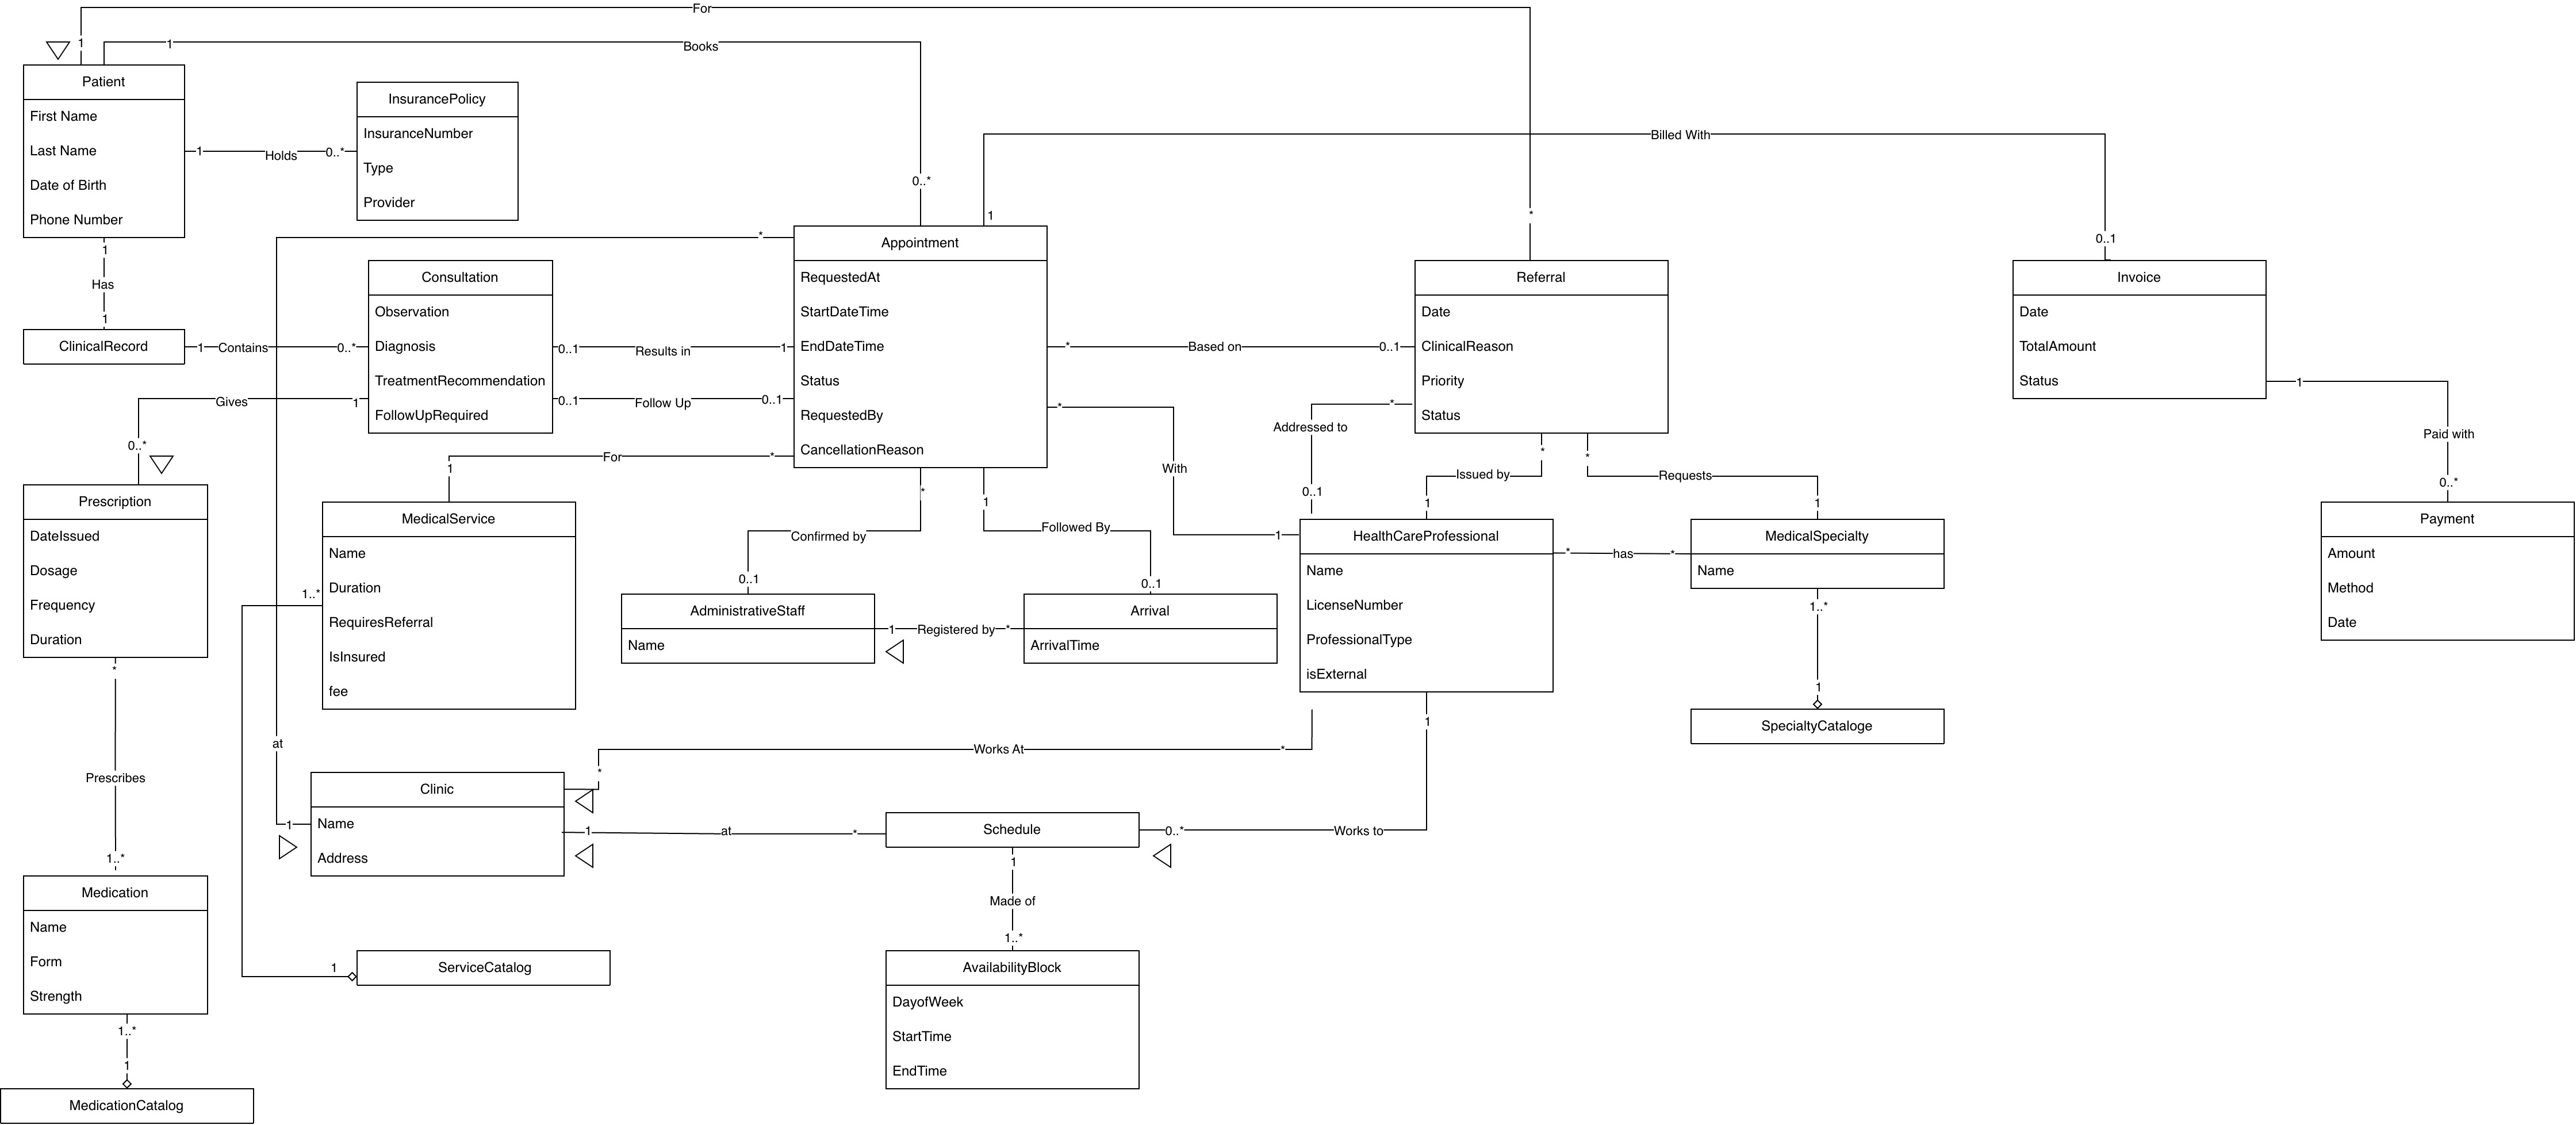 For
1
1
Books
Patient
First Name
Last Name
Date of Birth
Phone Number
InsurancePolicy
InsuranceNumber
Type
Provider
1
Holds
0..*
Billed With
0..*
1
*
0..1
*
1
Has
1
ClinicalRecord
1
Contains
0..*
Consultation
Observation
Diagnosis
TreatmentRecommendation
FollowUpRequired
0..1
Results in
1
0..1
Follow Up
0..1
Appointment
RequestedAt
StartDateTime
EndDateTime
Status
RequestedBy
CancellationReason
*
Based on
0..1
Referral
Date
ClinicalReason
Priority
Status
Invoice
Date
TotalAmount
Status
1
Paid with
0..*
Payment
Amount
Method
Date
Gives
1
0..*
1
For
*
*
With
1
*
Addressed to
0..1
*
Issued by
1
*
Requests
1
Prescription
DateIssued
Dosage
Frequency
Duration
MedicalService
Name
Duration
RequiresReferral
IsInsured
fee
1..*
*
Confirmed by
0..1
1
Followed By
0..1
AdministrativeStaff
Name
1
Registered by
*
Arrival
ArrivalTime
HealthCareProfessional
Name
LicenseNumber
ProfessionalType
isExternal
*
has
*
MedicalSpecialty
Name
1..*
1
SpecialtyCataloge
*
Prescribes
1..*
at
1
Works At
*
*
1
Clinic
Name
Address
1
at
*
Schedule
0..*
Works to
1
Made of
1..*
Medication
Name
Form
Strength
1
ServiceCatalog
AvailabilityBlock
DayofWeek
StartTime
EndTime
1..*
1
MedicationCatalog